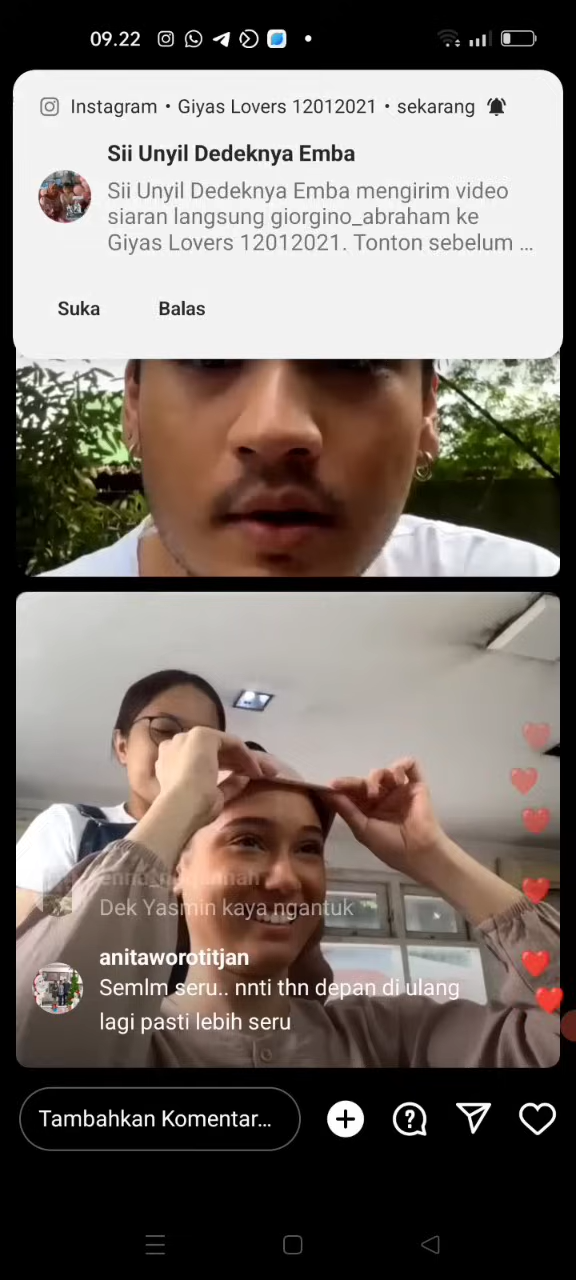 09.22
Instagram • Giyas Lovers 12012021 • sekarang
Sii Unyil Dedeknya Emba
Sii Unyil Dedeknya Emba mengirim video
siaran langsung giorgino_abraham ke
Giyas Lovers 12012021. Tonton sebelum ...
Suka Balas
Dek Yasmin kaya ngantuk
anitaworotitjan
Semlm seru.. nnti thn depan di ulang
lagi pasti lebih seru
Tambahkan Komentar...